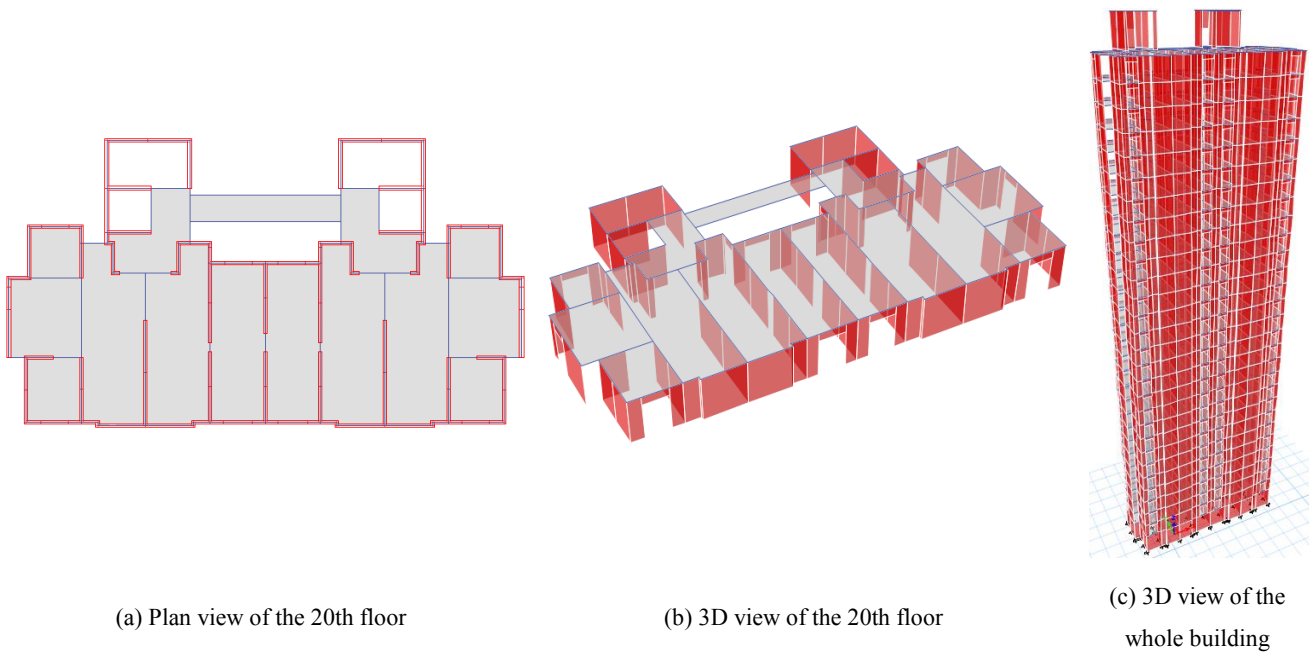 (a) Plan view of the 20th floor
(b) 3D view of the 20th floor
(c) 3D view of the
whole building